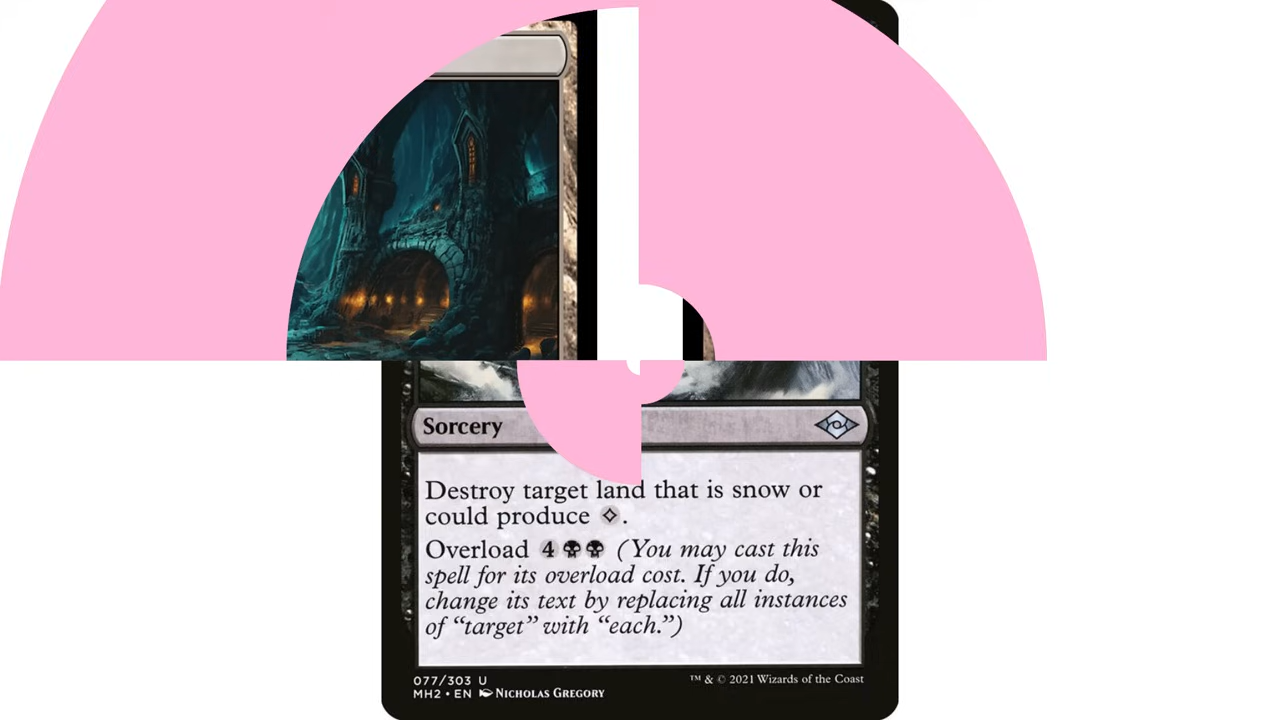 Sorcery
Destroy target land that is snow or
could produce ◇.
Overload 4 (You may cast this
spell for its overload cost. If you do,
change its text by replacing all instances
of “target” with “each.”)
077/303 U
MH2 • EN Nicholas Gregory
™ & © 2021 Wizards of the Coast